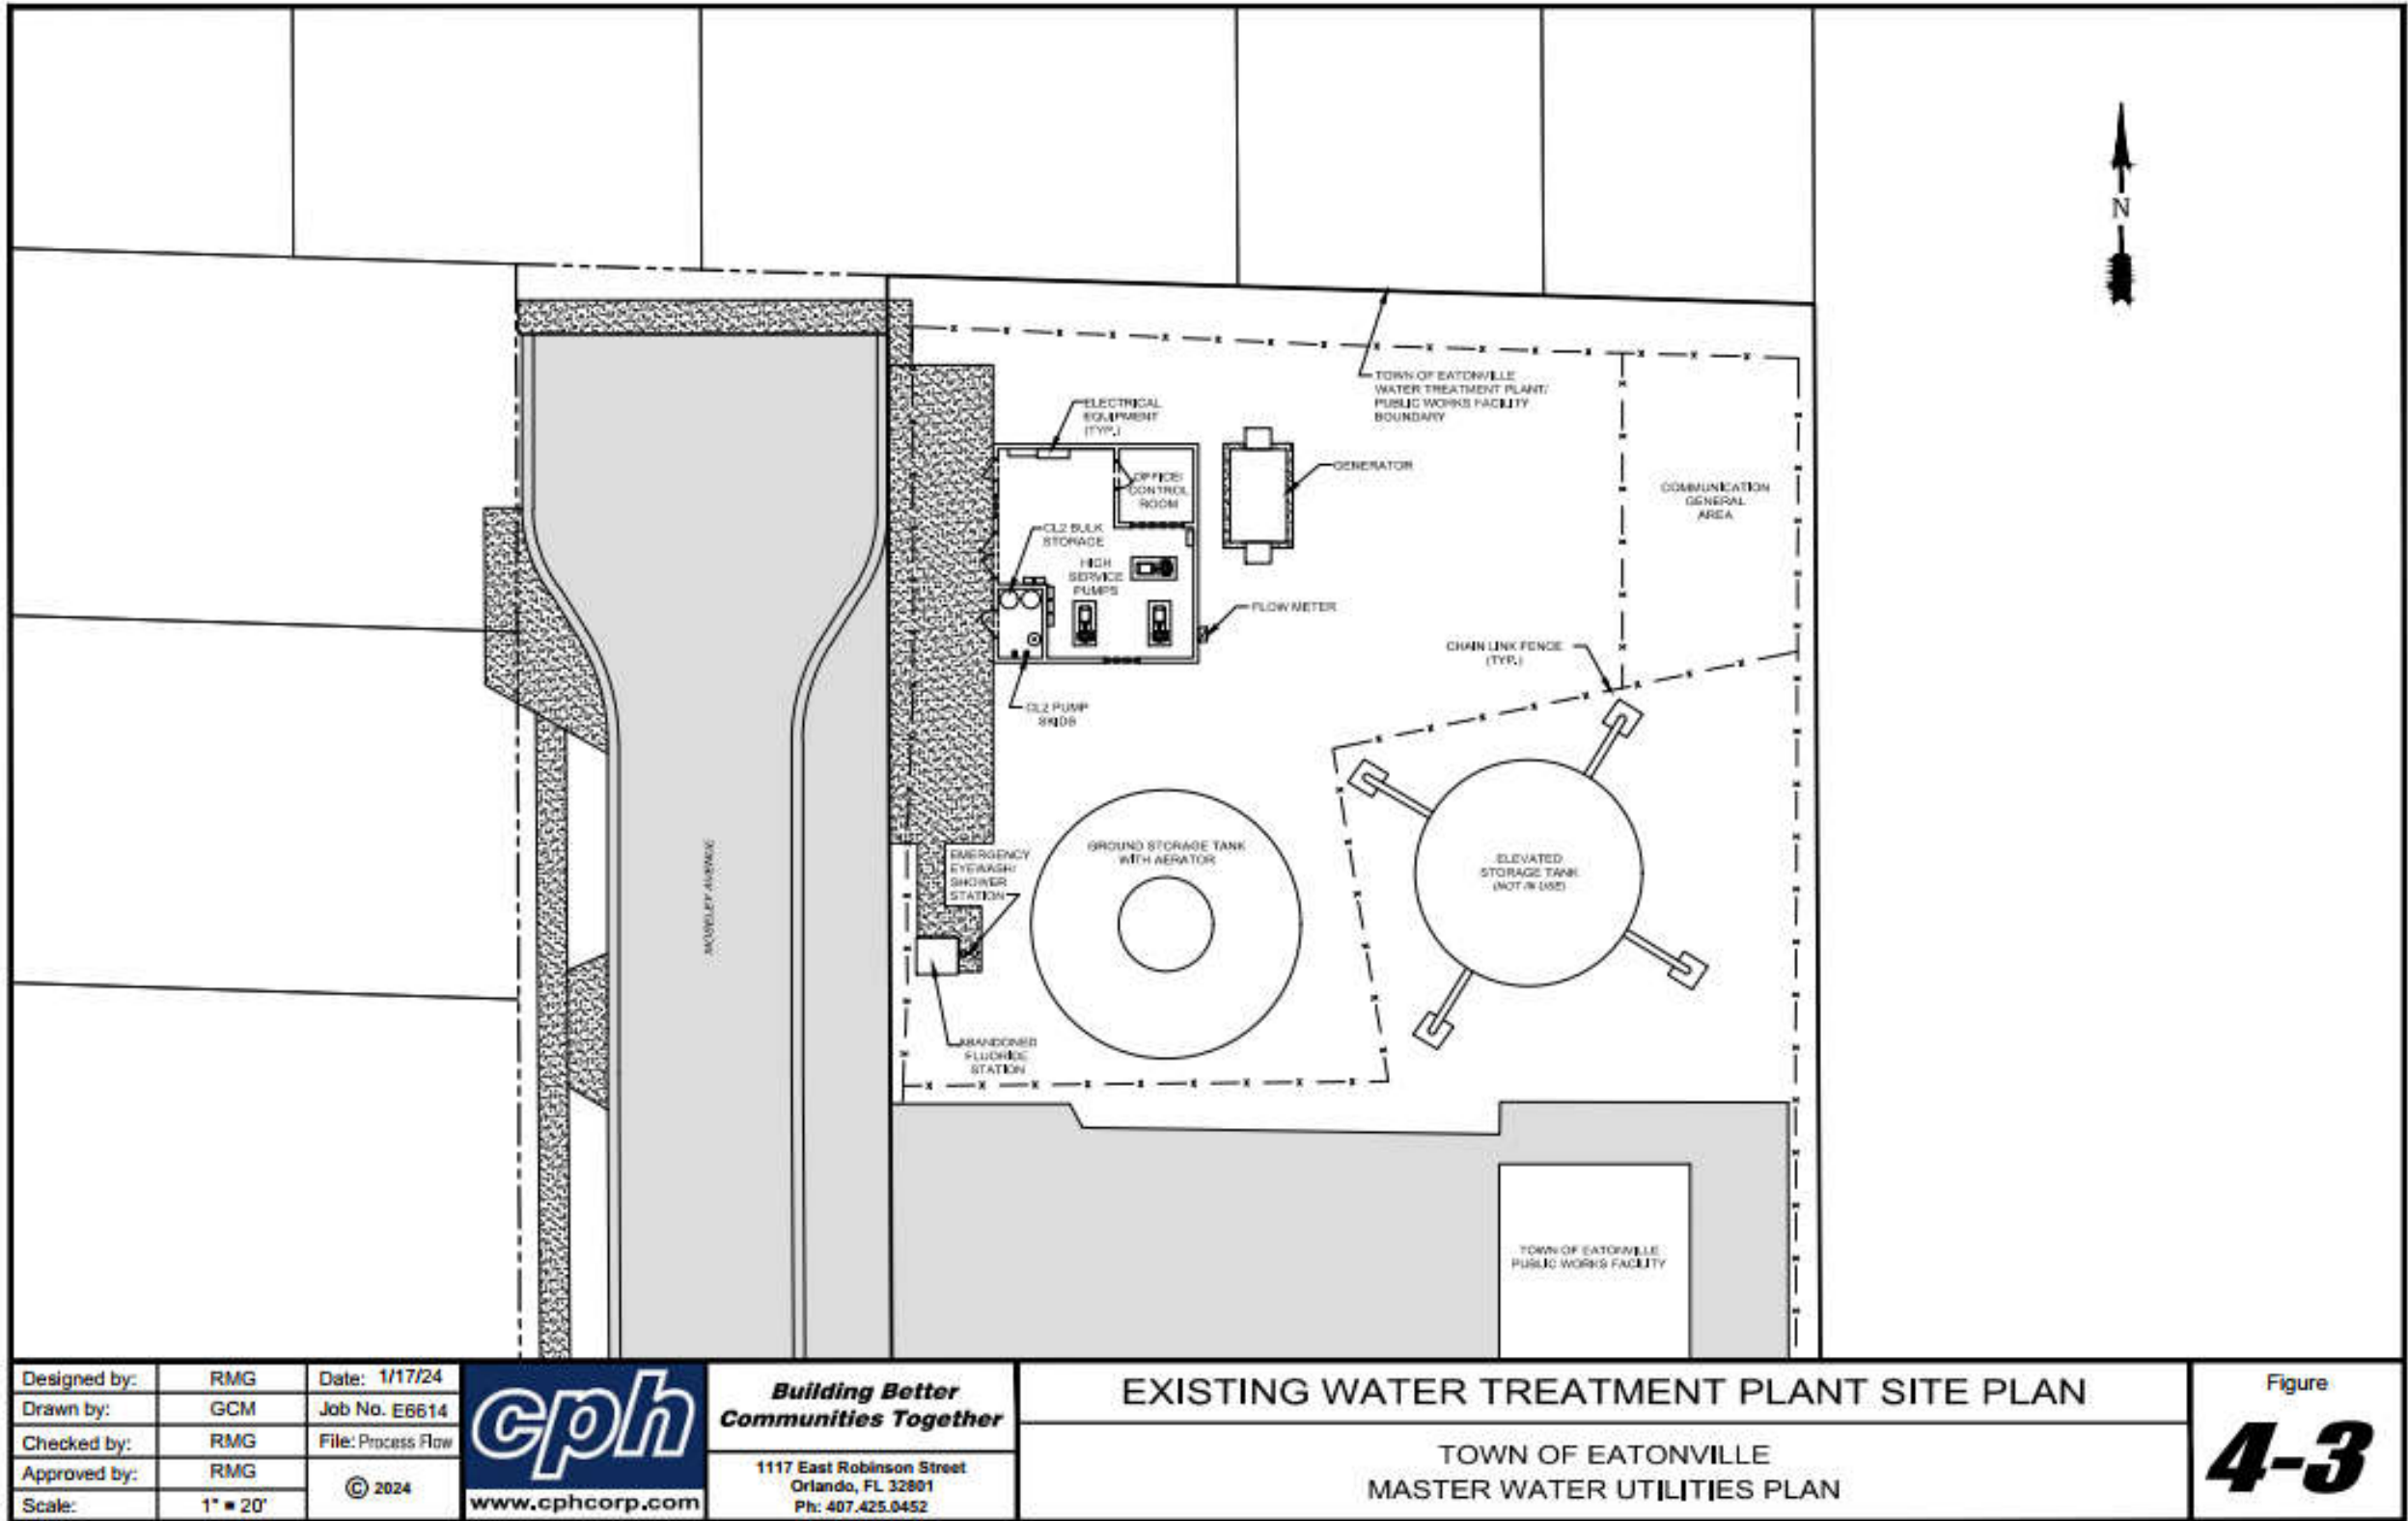 N
TOWN OF EATONVILLE
WATER TREATMENT PLANT/
PUBLIC WORKS FACILITY
BOUNDARY
ELECTRICAL
EQUIPMENT
(TYP.)
OFFICE/
CONTROL
ROOM
GENERATOR
COMMUNICATION
GENERAL
AREA
CL2 BULK
STORAGE
HIGH
SERVICE
PUMPS
FLOW METER
CHAIN LINK FENCE
(TYP.)
CL2 PUMP
SKIDS
MOSELEY AVENUE
EMERGENCY
EYEWASH/
SHOWER
STATION
GROUND STORAGE TANK
WITH AERATOR
ELEVATED
STORAGE TANK
(NOT IN USE)
ABANDONED
FLUORIDE
STATION
TOWN OF EATONVILLE
PUBLIC WORKS FACILITY
Designed by: RMG
Drawn by: GCM
Checked by: RMG
Approved by: RMG
Scale: 1" = 20'
Date: 1/17/24
Job No. E6614
File: Process Flow
© 2024
cph
www.cphcorp.com
Building Better
Communities Together
1117 East Robinson Street
Orlando, FL 32801
Ph: 407.425.0452
EXISTING WATER TREATMENT PLANT SITE PLAN
TOWN OF EATONVILLE
MASTER WATER UTILITIES PLAN
Figure
4-3